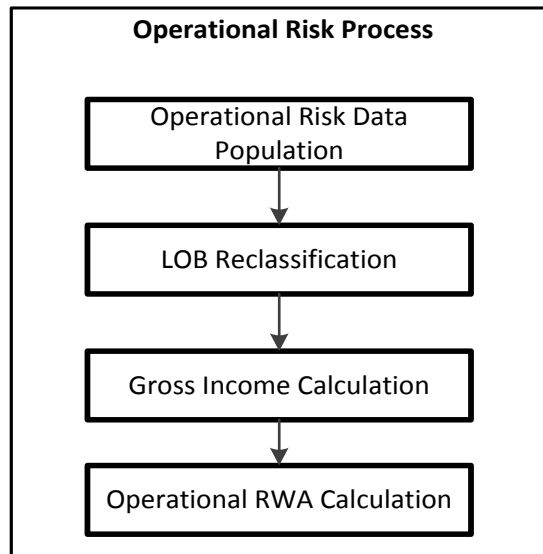 Operational Risk Process
Operational Risk Data
Population
LOB Reclassification
Gross Income Calculation
Operational RWA Calculation